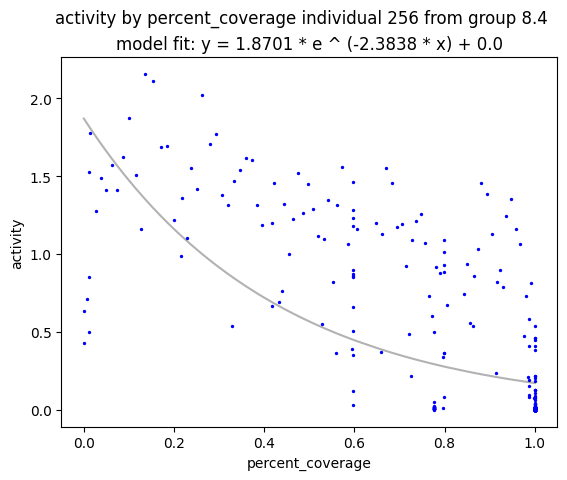 activity by percent_coverage individual 256 from group 8.4
model fit: y = 1.8701 * e ^ (-2.3838 * x) + 0.0
2.0
1.5
1.0
0.5
0.0
activity
0.0 0.2 0.4 0.6 0.8 1.0
percent_coverage